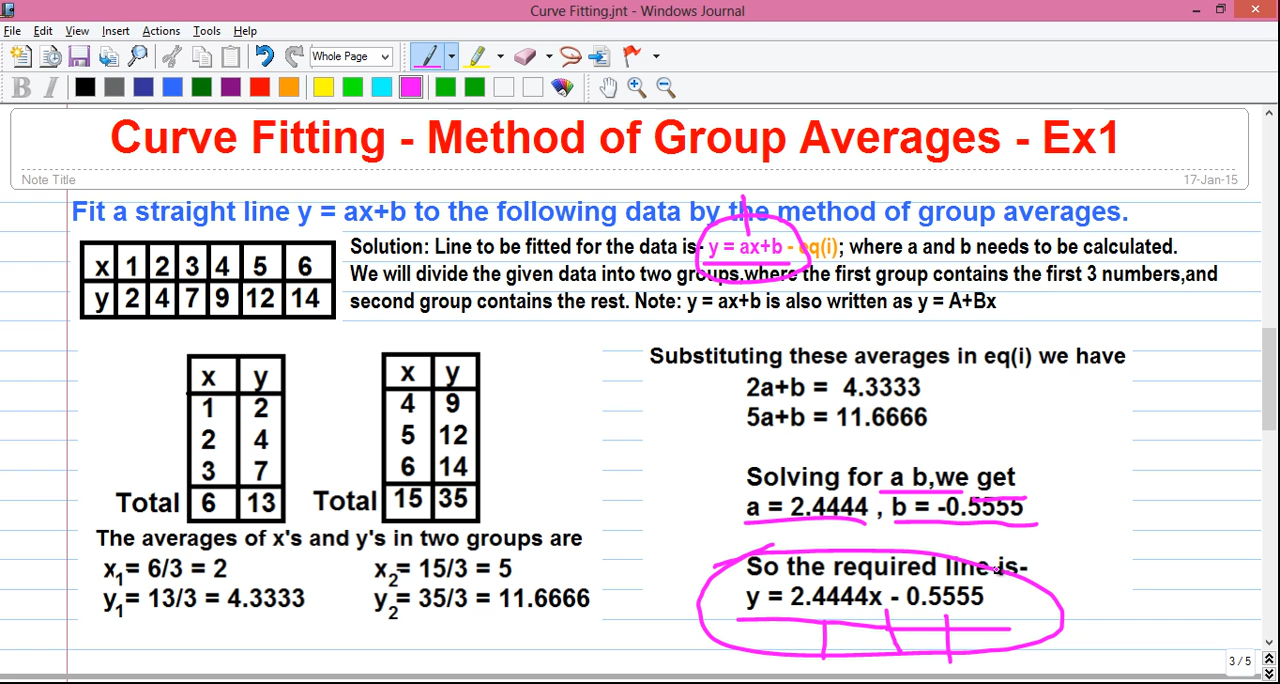 Curve Fitting.jnt - Windows Journal
File Edit View Insert Actions Tools Help
Whole Page
B I
Curve Fitting - Method of Group Averages - Ex1
Note Title 17-Jan-15
Fit a straight line y = ax+b to the following data by the method of group averages.
x 1 2 3 4 5 6
y 2 4 7 9 12 14
Solution: Line to be fitted for the data is- y = ax+b - eq(i); where a and b needs to be calculated.
We will divide the given data into two groups,where the first group contains the first 3 numbers,and
second group contains the rest. Note: y = ax+b is also written as y = A+Bx
x y
1 2
2 4
3 7
Total 6 13
x y
4 9
5 12
6 14
Total 15 35
The averages of x's and y's in two groups are
x1= 6/3 = 2
y1= 13/3 = 4.3333
x2= 15/3 = 5
y2= 35/3 = 11.6666
Substituting these averages in eq(i) we have
2a+b = 4.3333
5a+b = 11.6666
Solving for a b,we get
a = 2.4444 , b = -0.5555
So the required line is-
y = 2.4444x - 0.5555
3 / 5